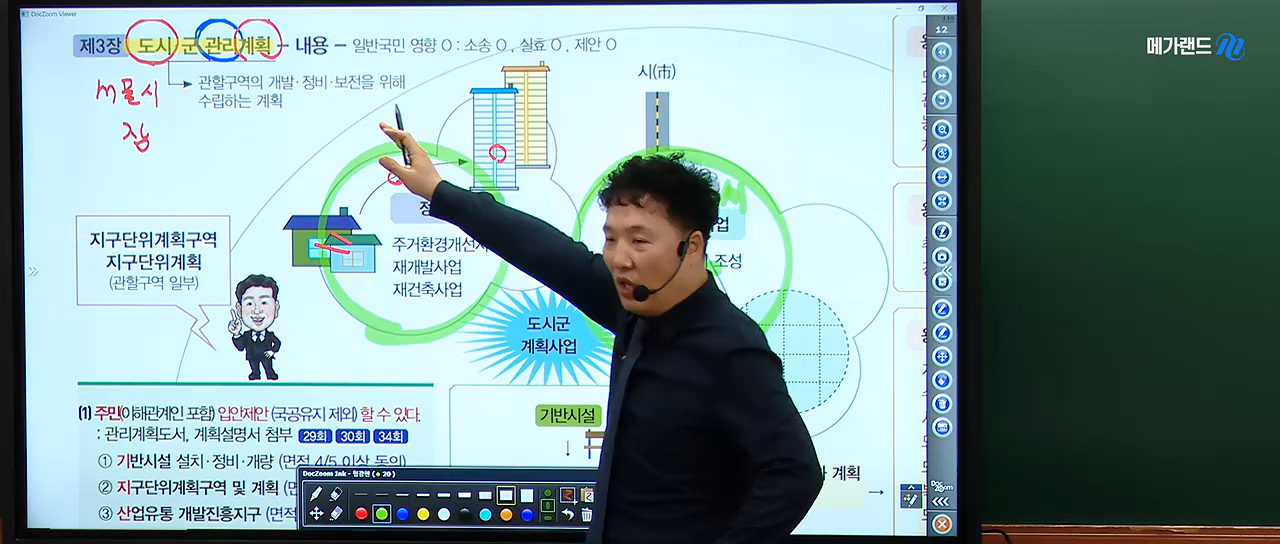 DocZoom Viewer
12
메가랜드
제3장 도시·군 관리계획 - 내용 - 일반국민 영향 O : 소송 O , 실효 O , 제안 O
관할구역의 개발·정비·보전을 위해
수립하는 계획
시(市)
지구단위계획구역
지구단위계획
(관할구역 일부)
정
업
주거환경개선
조성
재개발사업
재건축사업
도시군
계획사업
(1) 주민(이해관계인 포함) 입안제안 (국공유지 제외) 할 수 있다.
: 관리계획도서, 계획설명서 첨부 29회 30회 34회
① 기반시설 설치·정비·개량 (면적 4/5 이상 동의)
② 지구단위계획구역 및 계획 (면
③ 산업유통 개발진흥지구 (면적
기반시설
계획
DocZoom